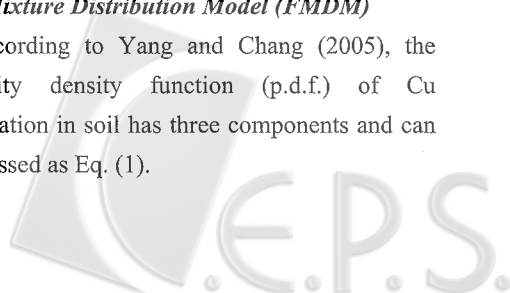 ixture Distribution Model (FMDM)
cording to Yang and Chang (2005), the
ity density function (p.d.f.) of Cu
ation in soil has three components and can
ssed as Eq. (1).
C.E.P.S.